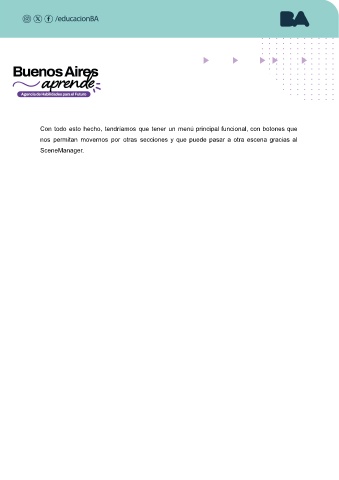 /educacionBA
BA
Buenos Aires
aprende
Agencia de Habilidades para el Futuro
Con todo esto hecho, tendríamos que tener un menú principal funcional, con botones que
nos permitan movernos por otras secciones y que puede pasar a otra escena gracias al
SceneManager.